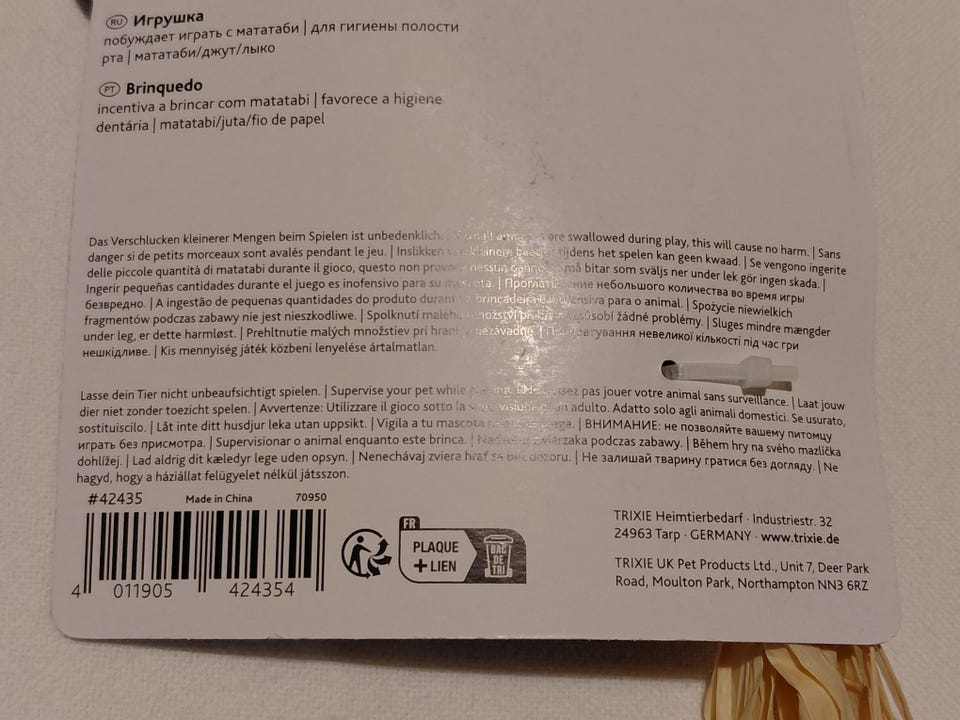 RU Игрушка
побуждает играть с мататаби | для гигиены полости
рта | мататаби/джут/лыко
PT Brinquedo
incentiva a brincar com matatabi | favorece a higiene
dentária | matatabi/juta/fio de papel
Das Verschlucken kleinerer Mengen beim Spielen ist unbedenklich. | small are swallowed during play, this will cause no harm. | Sans
danger si de petits morceaux sont avalés pendant le jeu. | Inslikken kleinere tijdens het spelen kan geen kwaad. | Se vengono ingerite
delle piccole quantità di matatabi durante il gioco, questo non nessun Små bitar som sväljs ner under lek gör ingen skada. |
Ingerir pequeñas cantidades durante el juego es inofensivo para su mascota. | небольшого количества во время игры
безвредно. | A ingestão de pequenas quantidades do produto brincadeira para o animal. | Spożycie niewielkich
fragmentów podczas zabawy nie jest nieszkodliwe. | Spolknutí malého množství při žádné problémy. | Sluges mindre mængder
under leg, er dette harmløst. | Prehltnutie malých množstiev pri nezávadné. | невеликої кількості під час гри
нешкідливе. | Kis mennyiség játék közbeni lenyelése ártalmatlan.
Lasse dein Tier nicht unbeaufsichtigt spielen. | Supervise your pet while pas jouer votre animal sans surveillance. | Laat jouw
dier niet zonder toezicht spelen. | Avvertenze: Utilizzare il gioco sotto la un adulto. Adatto solo agli animali domestici. Se usurato,
sostituiscilo. | Låt inte ditt husdjur leka utan uppsikt. | Vigila a tu mascota | ВНИМАНИЕ: не позволяйте вашему питомцу
играть без присмотра. | Supervisionar o animal enquanto este brinca. | zwierzaka podczas zabawy. | Během hry na svého mazlíčka
dohlížej. | Lad aldrig dit kæledyr lege uden opsyn. | Nenechávaj zviera hrať sa bez dozoru. | Не залишай тварину гратися без догляду. | Ne
hagyd, hogy a háziállat felügyelet nélkül játsszon.
#42435 Made in China 70950
4 011905 424354
FR
PLAQUE
+ LIEN
BAC
DE
TRI
TRIXIE Heimtierbedarf · Industriestr. 32
24963 Tarp · GERMANY · www.trixie.de
TRIXIE UK Pet Products Ltd., Unit 7, Deer Park
Road, Moulton Park, Northampton NN3 6RZ